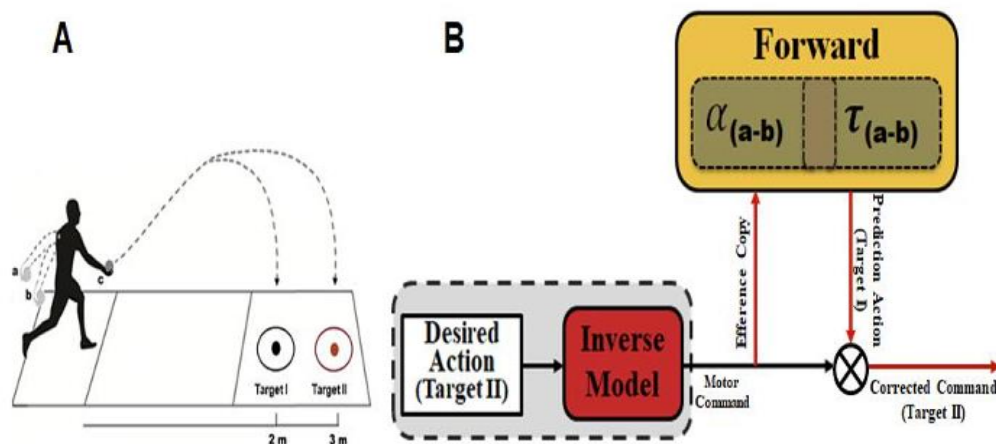 A
a
b
c
Target I
Target II
2 m
3 m
B
Forward
α(a-b)
τ(a-b)
Efference Copy
Prediction Action
(Target I)
Desired
Action
(Target II)
Inverse
Model
Motor
Command
Corrected Command
(Target II)